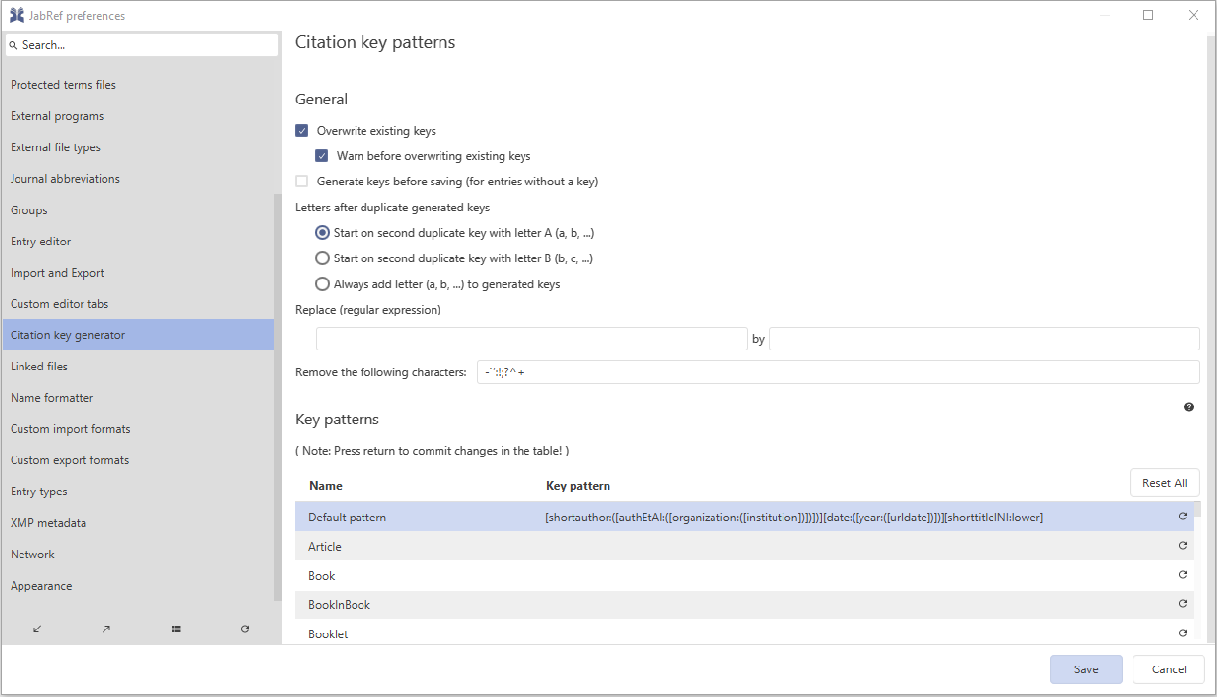 JabRef preferences
Search...
Protected terms files
External programs
External file types
Journal abbreviations
Groups
Entry editor
Import and Export
Custom editor tabs
Citation key generator
Linked files
Name formatter
Custom import formats
Custom export formats
Entry types
XMP metadata
Network
Appearance
Citation key patterns
General
Overwrite existing keys
Warn before overwriting existing keys
Generate keys before saving (for entries without a key)
Letters after duplicate generated keys
Start on second duplicate key with letter A (a, b, ...)
Start on second duplicate key with letter B (b, c, ...)
Always add letter (a, b, ...) to generated keys
Replace (regular expression)
by
Remove the following characters:
Key patterns
( Note: Press return to commit changes in the table! )
Name Key pattern Reset All
Default pattern [shortauthor:([authEtAl:([organization:([institution])])])][date:([year:([urldate])])][shorttitleINI:lower]
Article
Book
BookInBook
Booklet
Save Cancel